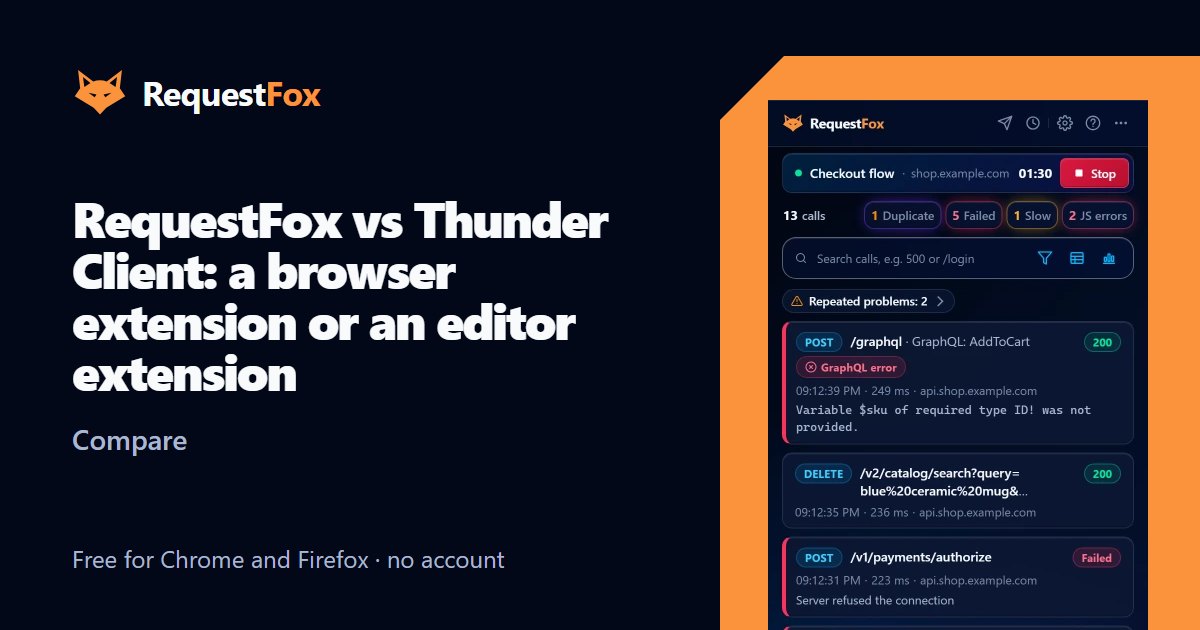 RequestFox
RequestFox vs Thunder
Client: a browser
extension or an editor
extension
Compare
Free for Chrome and Firefox · no account
RequestFox
Checkout flow · shop.example.com 01:30 Stop
13 calls 1 Duplicate 5 Failed 1 Slow 2 JS errors
Search calls, e.g. 500 or /login
Repeated problems: 2
POST /graphql · GraphQL: AddToCart 200
GraphQL error
09:12:39 PM · 249 ms · api.shop.example.com
Variable $sku of required type ID! was not
provided.
DELETE /v2/catalog/search?query= 200
blue%20ceramic%20mug&...
09:12:35 PM · 236 ms · api.shop.example.com
POST /v1/payments/authorize Failed
09:12:31 PM · 223 ms · api.shop.example.com
Server refused the connection